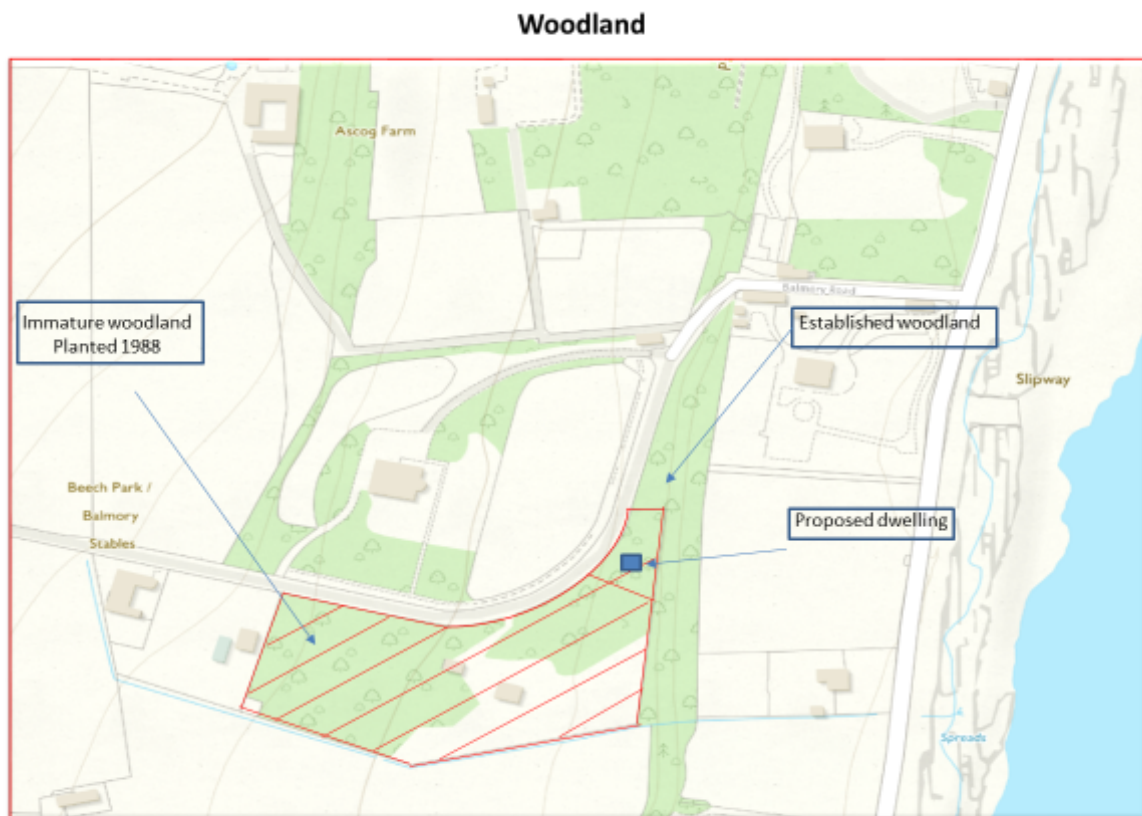 Woodland
P
Ascog Farm
Balmory Road
Immature woodland
Planted 1988
Established woodland
Slipway
Beech Park /
Balmory
Stables
Proposed dwelling
Spreads